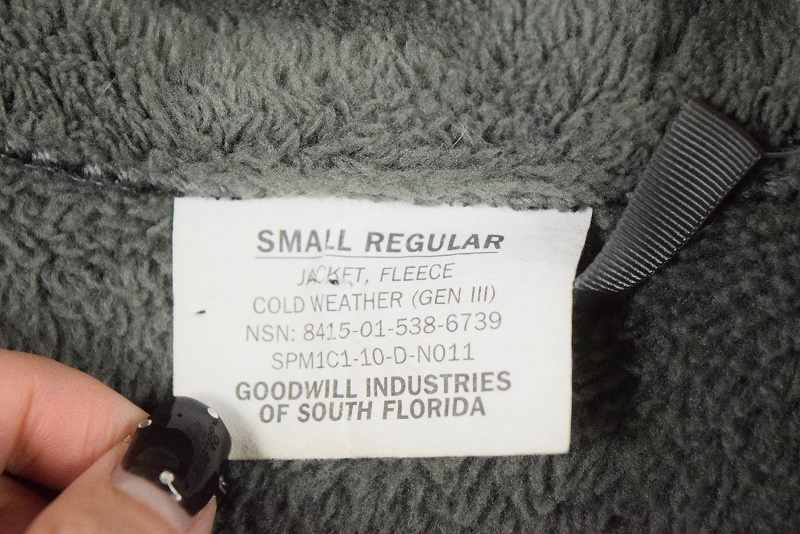 SMALL REGULAR
JACKET, FLEECE
COLD WEATHER (GEN III)
NSN: 8415-01-538-6739
SPM1C1-10-D-N011
GOODWILL INDUSTRIES
OF SOUTH FLORIDA